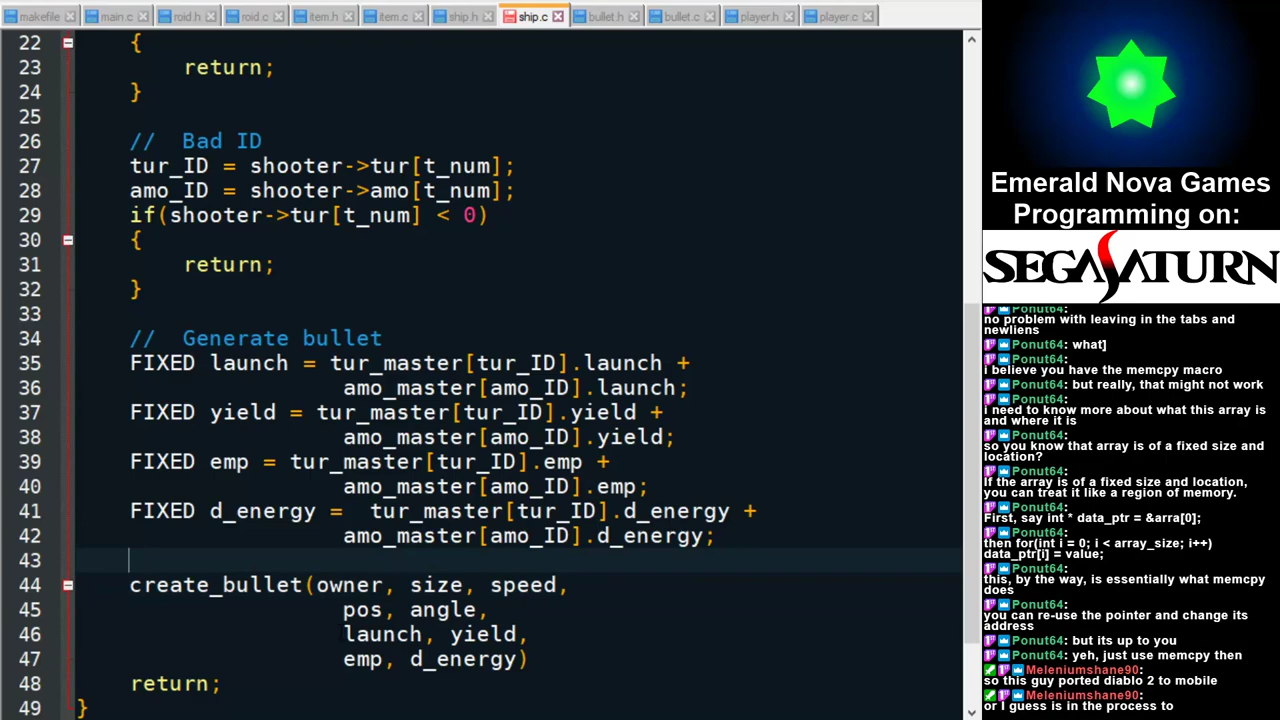 makefile main.c roid.h roid.c item.h item.c ship.h ship.c bullet.h bullet.c player.h player.c
22 {
23 return;
24 }
25
26 // Bad ID
27 tur_ID = shooter->tur[t_num];
28 amo_ID = shooter->amo[t_num];
29 if(shooter->tur[t_num] < 0)
30 {
31 return;
32 }
33
34 // Generate bullet
35 FIXED launch = tur_master[tur_ID].launch +
36 amo_master[amo_ID].launch;
37 FIXED yield = tur_master[tur_ID].yield +
38 amo_master[amo_ID].yield;
39 FIXED emp = tur_master[tur_ID].emp +
40 amo_master[amo_ID].emp;
41 FIXED d_energy = tur_master[tur_ID].d_energy +
42 amo_master[amo_ID].d_energy;
43
44 create_bullet(owner, size, speed,
45 pos, angle,
46 launch, yield,
47 emp, d_energy)
48 return;
49 }
Emerald Nova Games
Programming on:
SEGA SATURN
Ponut64:
no problem with leaving in the tabs and
newliens
Ponut64: what]
Ponut64:
i believe you have the memcpy macro
Ponut64: but really, that might not work
Ponut64:
i need to know more about what this array is
and where it is
Ponut64:
so you know that array is of a fixed size and
location?
Ponut64:
If the array is of a fixed size and location,
you can treat it like a region of memory.
Ponut64:
First, say int * data_ptr = &arra[0];
Ponut64:
then for(int i = 0; i < array_size; i++)
data_ptr[i] = value;
Ponut64:
this, by the way, is essentially what memcpy
does
Ponut64:
you can re-use the pointer and change its
address
Ponut64: but its up to you
Ponut64: yeh, just use memcpy then
Meleniumshane90:
so this guy ported diablo 2 to mobile
Meleniumshane90:
or I guess is in the process to